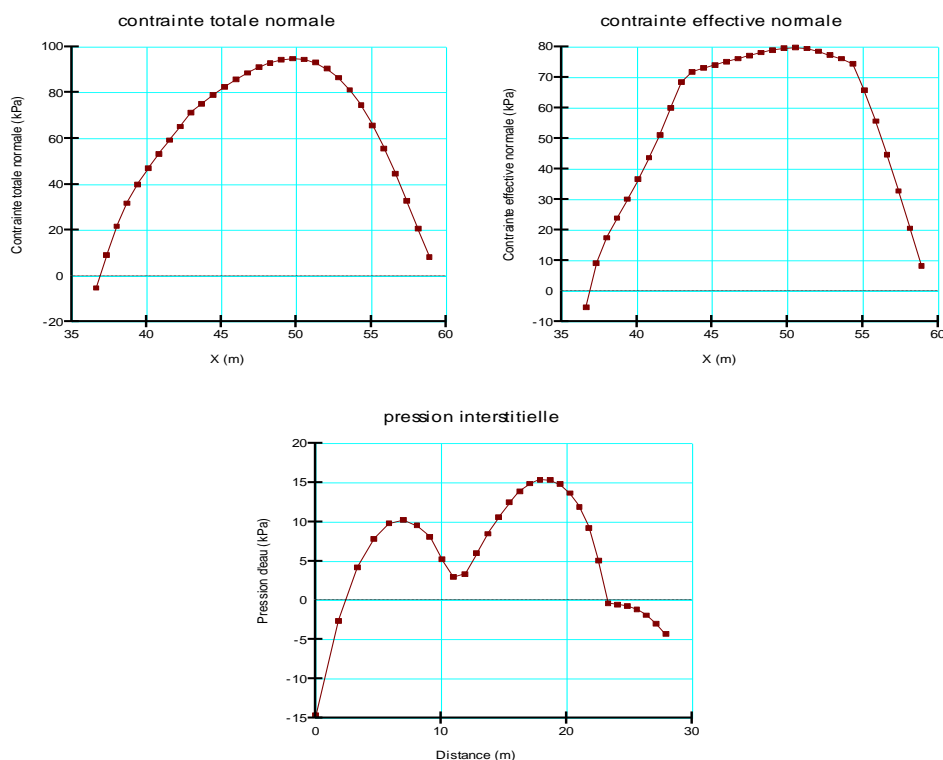 contrainte totale normale
Contrainte totale normale (kPa)
100
80
60
40
20
0
-20
35 40 45 50 55 60
X (m)
contrainte effective normale
Contrainte effective normale (kPa)
80
70
60
50
40
30
20
10
0
-10
35 40 45 50 55 60
X (m)
pression interstitielle
Pression d'eau (kPa)
20
15
10
5
0
-5
-10
-15
0 10 20 30
Distance (m)